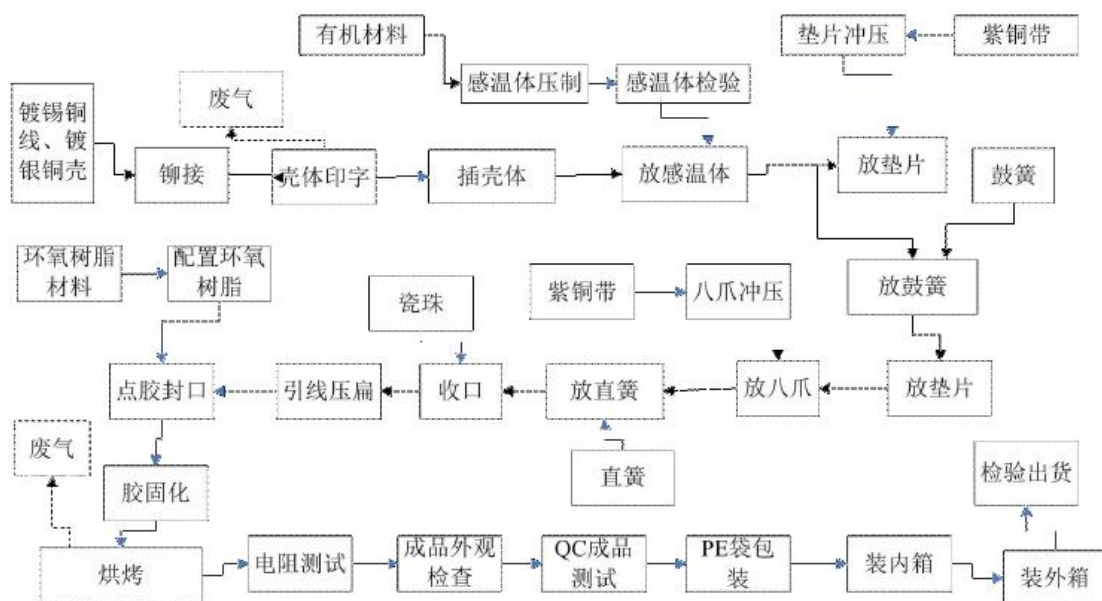 有机材料
垫片冲压
紫铜带
废气
感温体压制
感温体检验
镀锡铜
线、镀
银铜壳
铆接
壳体印字
插壳体
放感温体
放垫片
鼓簧
环氧树脂
材料
配置环氧
树脂
瓷珠
紫铜带
八爪冲压
放鼓簧
点胶封口
引线压扁
收口
放直簧
放八爪
放垫片
废气
胶固化
直簧
检验出货
烘烤
电阻测试
成品外观
检查
QC成品
测试
PE袋包
装
装内箱
装外箱